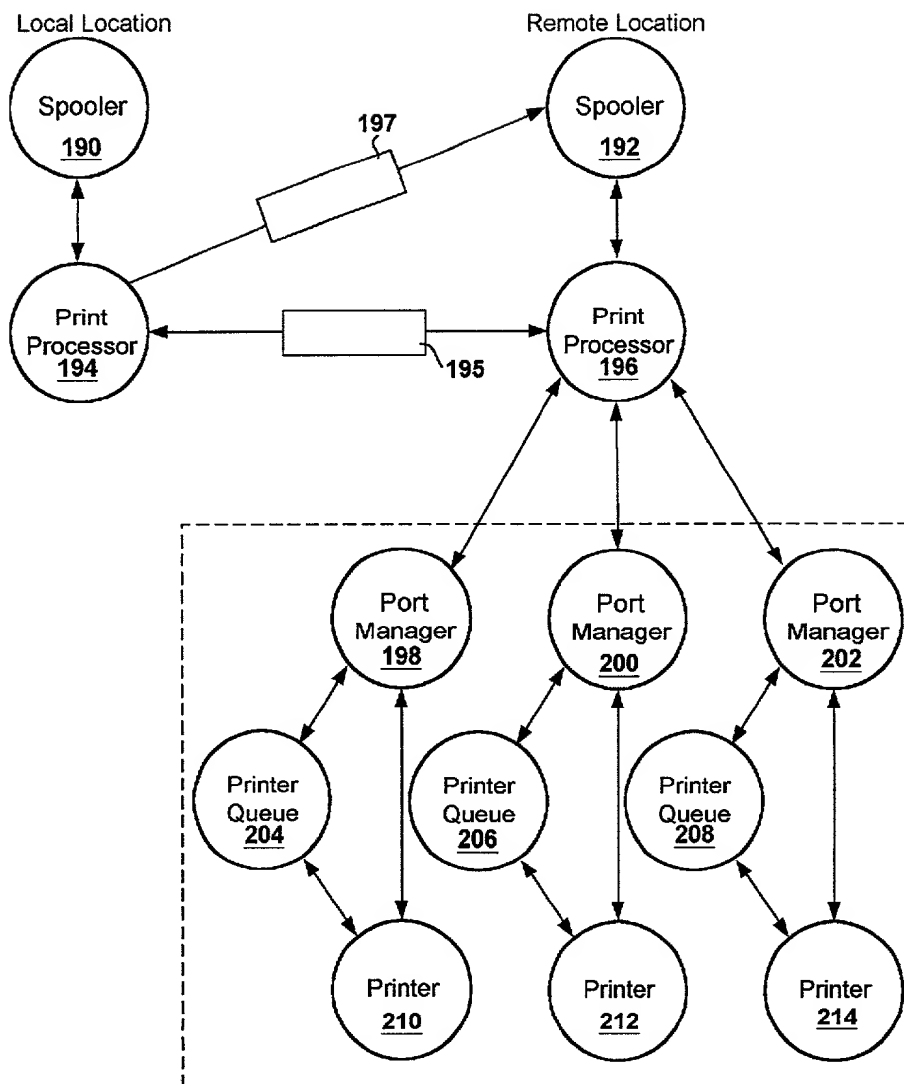 Local Location
Remote Location
Spooler
190
Spooler
192
197
Print
Processor
194
195
Print
Processor
196
Port
Manager
198
Port
Manager
200
Port
Manager
202
Printer
Queue
204
Printer
Queue
206
Printer
Queue
208
Printer
210
Printer
212
Printer
214